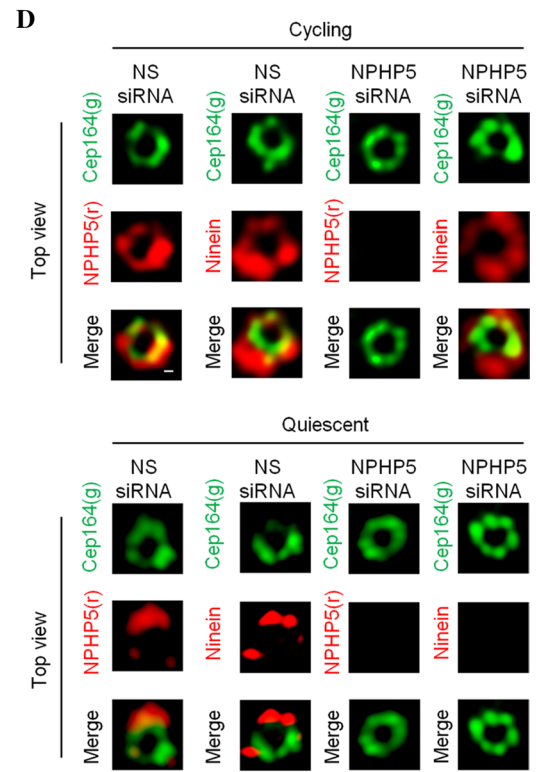 D
Cycling
NS siRNA
NS siRNA
NPHP5 siRNA
NPHP5 siRNA
Top view
Cep164(g)
Cep164(g)
Cep164(g)
Cep164(g)
NPHP5(r)
Ninein
NPHP5(r)
Ninein
Merge
Merge
Merge
Merge
Quiescent
NS siRNA
NS siRNA
NPHP5 siRNA
NPHP5 siRNA
Top view
Cep164(g)
Cep164(g)
Cep164(g)
Cep164(g)
NPHP5(r)
Ninein
NPHP5(r)
Ninein
Merge
Merge
Merge
Merge